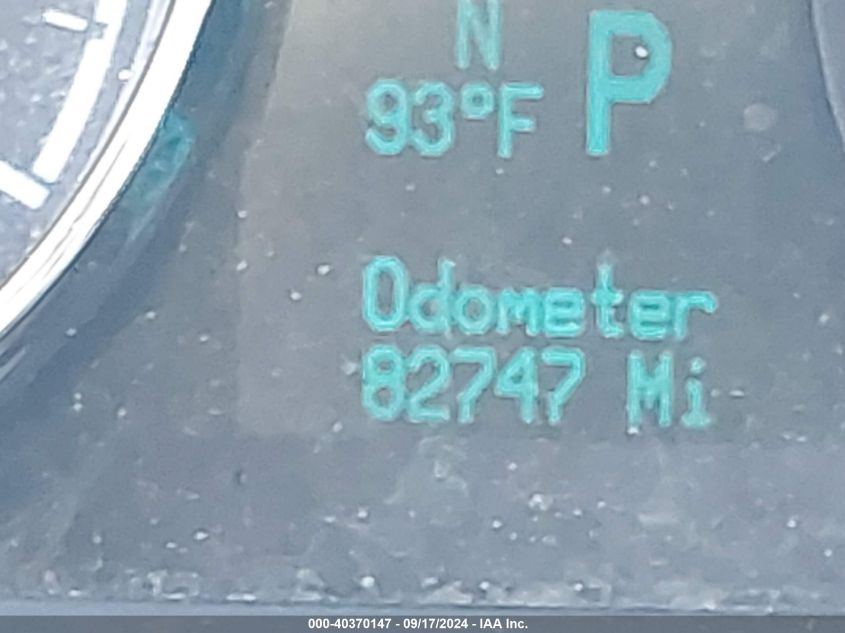 N
93°F P
Odometer
82747 Mi
000-40370147 - 09/17/2024 - IAA Inc.